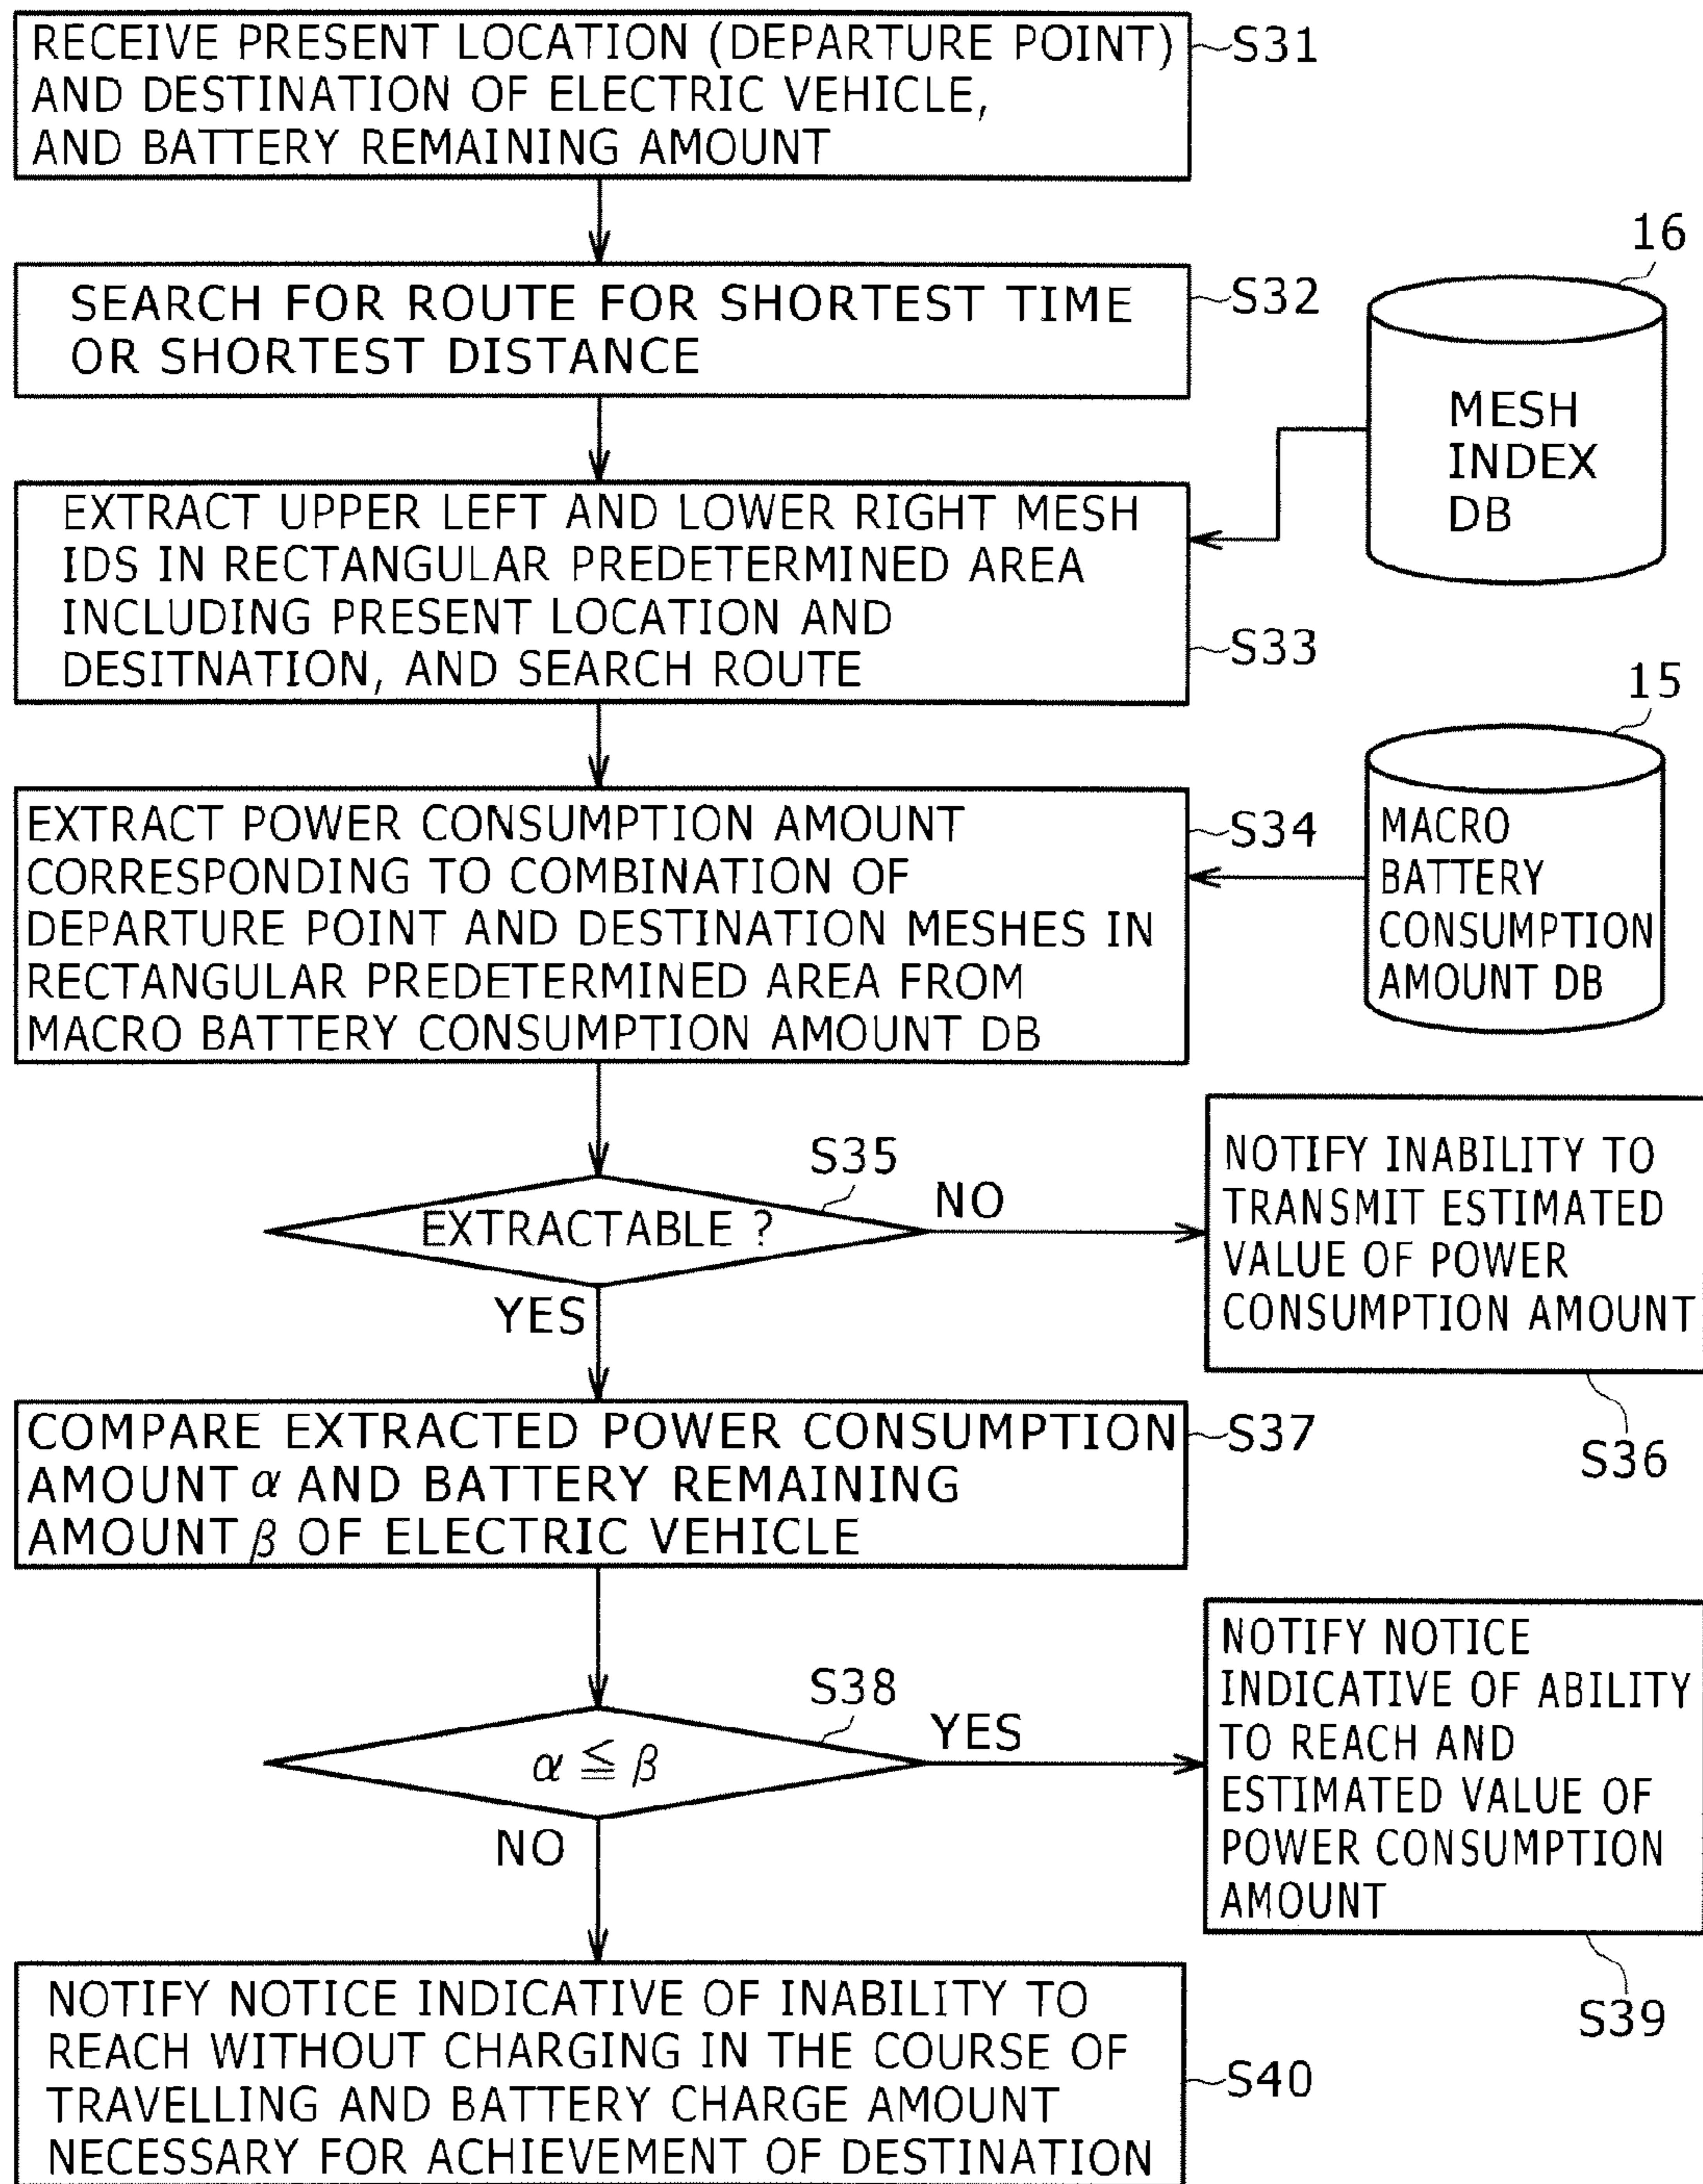 RECEIVE PRESENT LOCATION (DEPARTURE POINT)
AND DESTINATION OF ELECTRIC VEHICLE,
AND BATTERY REMAINING AMOUNT
S31
SEARCH FOR ROUTE FOR SHORTEST TIME
OR SHORTEST DISTANCE
S32
16
MESH
INDEX
DB
EXTRACT UPPER LEFT AND LOWER RIGHT MESH
IDS IN RECTANGULAR PREDETERMINED AREA
INCLUDING PRESENT LOCATION AND
DESITNATION, AND SEARCH ROUTE
S33
15
MACRO
BATTERY
CONSUMPTION
AMOUNT DB
EXTRACT POWER CONSUMPTION AMOUNT
CORRESPONDING TO COMBINATION OF
DEPARTURE POINT AND DESTINATION MESHES IN
RECTANGULAR PREDETERMINED AREA FROM
MACRO BATTERY CONSUMPTION AMOUNT DB
S34
S35
EXTRACTABLE ?
NO
YES
NOTIFY INABILITY TO
TRANSMIT ESTIMATED
VALUE OF POWER
CONSUMPTION AMOUNT
S36
COMPARE EXTRACTED POWER CONSUMPTION
AMOUNT α AND BATTERY REMAINING
AMOUNT β OF ELECTRIC VEHICLE
S37
S38
α ≦ β
YES
NO
NOTIFY NOTICE
INDICATIVE OF ABILITY
TO REACH AND
ESTIMATED VALUE OF
POWER CONSUMPTION
AMOUNT
S39
NOTIFY NOTICE INDICATIVE OF INABILITY TO
REACH WITHOUT CHARGING IN THE COURSE OF
TRAVELLING AND BATTERY CHARGE AMOUNT
NECESSARY FOR ACHIEVEMENT OF DESTINATION
S40